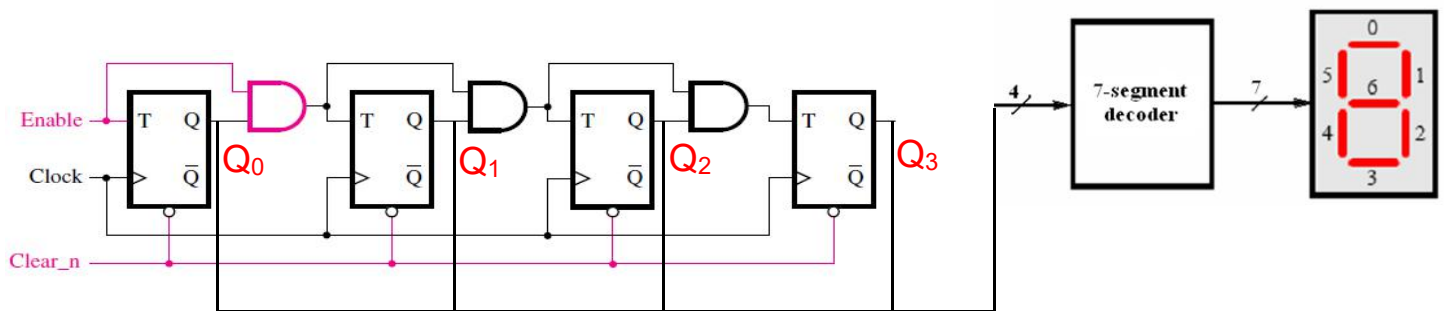 Enable
Clock
Clear_n
T Q
Q̅
Q₀
T Q
Q̅
Q₁
T Q
Q̅
Q₂
T Q
Q̅
Q₃
4
7-segment
decoder
7
0
5
1
6
4
2
3